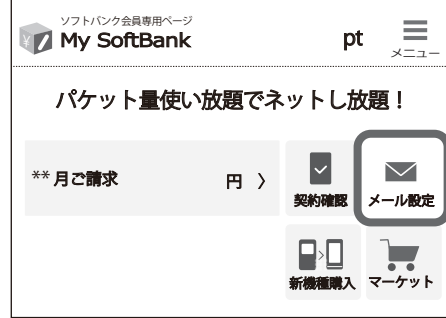 ソフトバンク会員専用ページ
My SoftBank
pt
メニュー
パケット量使い放題でネットし放題！
**月ご請求 円 〉
契約確認 メール設定
新機種購入 マーケット